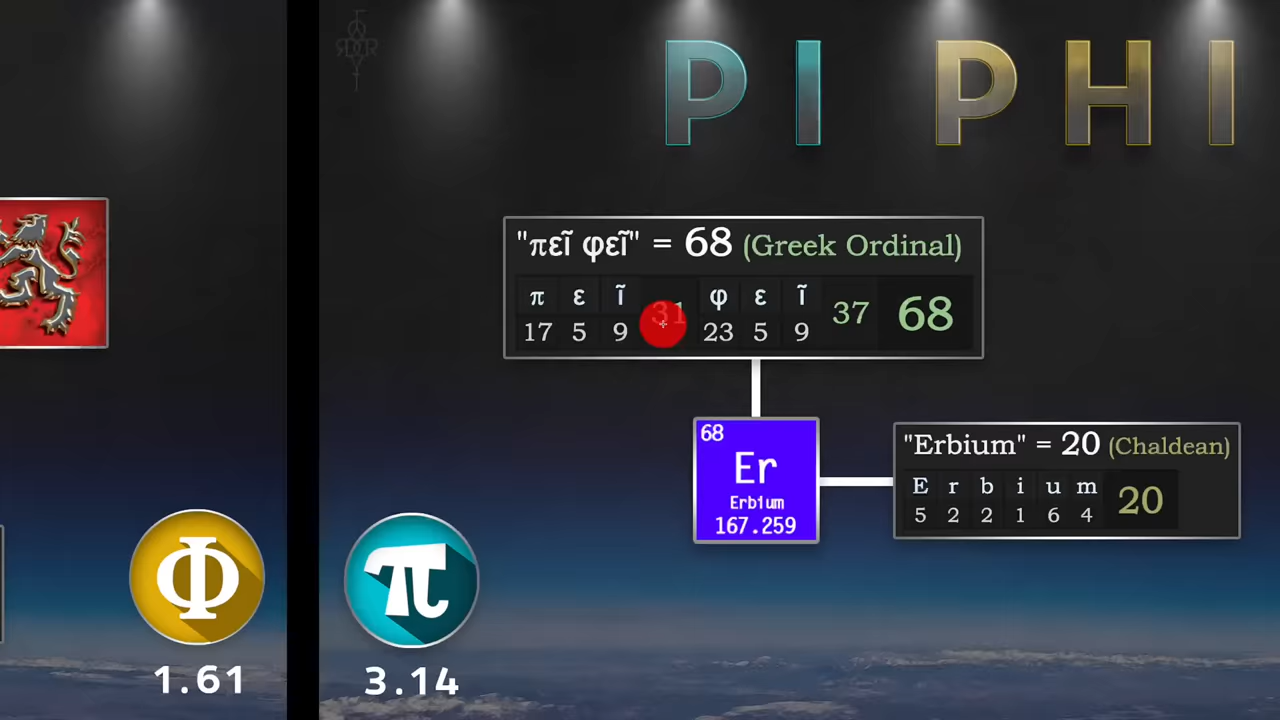 PI PHI
"πεῖ φεῖ" = 68 (Greek Ordinal)
π ε ῖ φ ε ῖ
17 5 9 31 23 5 9 37 68
68
Er
Erbium
167.259
"Erbium" = 20 (Chaldean)
E r b i u m
5 2 2 1 6 4 20
Φ
1.61
π
3.14